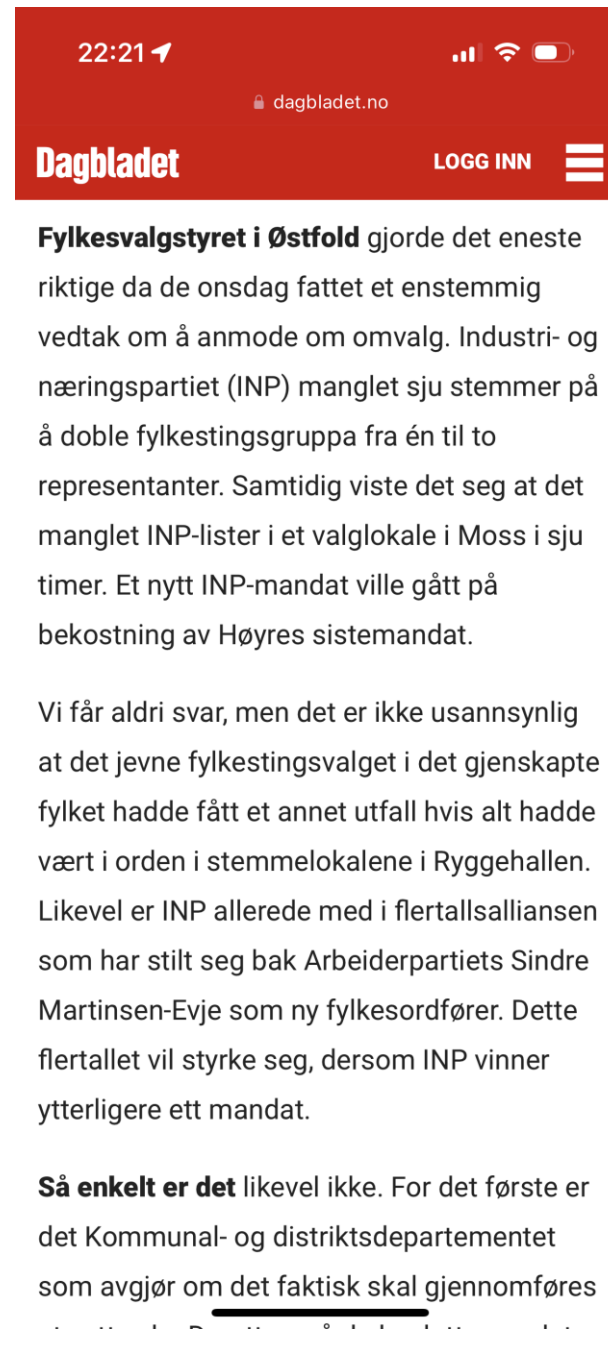 22:21
dagbladet.no
Dagbladet
LOGG INN
Fylkesvalgstyret i Østfold gjorde det eneste
riktige da de onsdag fattet et enstemmig
vedtak om å anmode om omvalg. Industri- og
næringspartiet (INP) manglet sju stemmer på
å doble fylkestingsgruppa fra én til to
representanter. Samtidig viste det seg at det
manglet INP-lister i et valglokale i Moss i sju
timer. Et nytt INP-mandat ville gått på
bekostning av Høyres sistemandat.
Vi får aldri svar, men det er ikke usannsynlig
at det jevne fylkestingsvalget i det gjenskapte
fylket hadde fått et annet utfall hvis alt hadde
vært i orden i stemmelokalene i Ryggehallen.
Likevel er INP allerede med i flertallsalliansen
som har stilt seg bak Arbeiderpartiets Sindre
Martinsen-Evje som ny fylkesordfører. Dette
flertallet vil styrke seg, dersom INP vinner
ytterligere ett mandat.
Så enkelt er det likevel ikke. For det første er
det Kommunal- og distriktsdepartementet
som avgjør om det faktisk skal gjennomføres